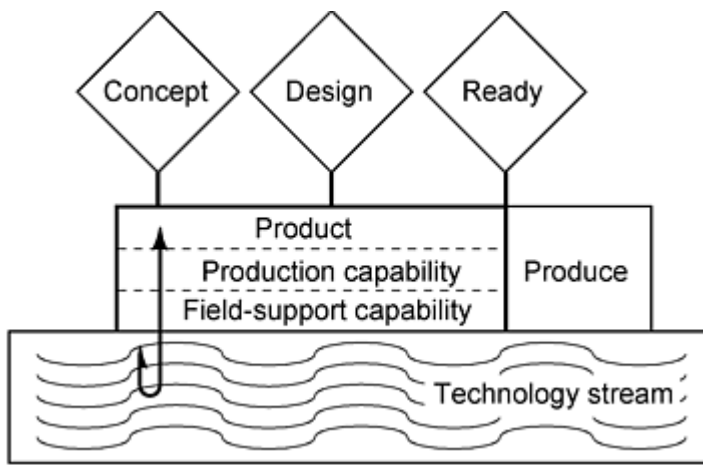 Concept
Design
Ready
Product
Production capability
Field-support capability
Produce
Technology stream